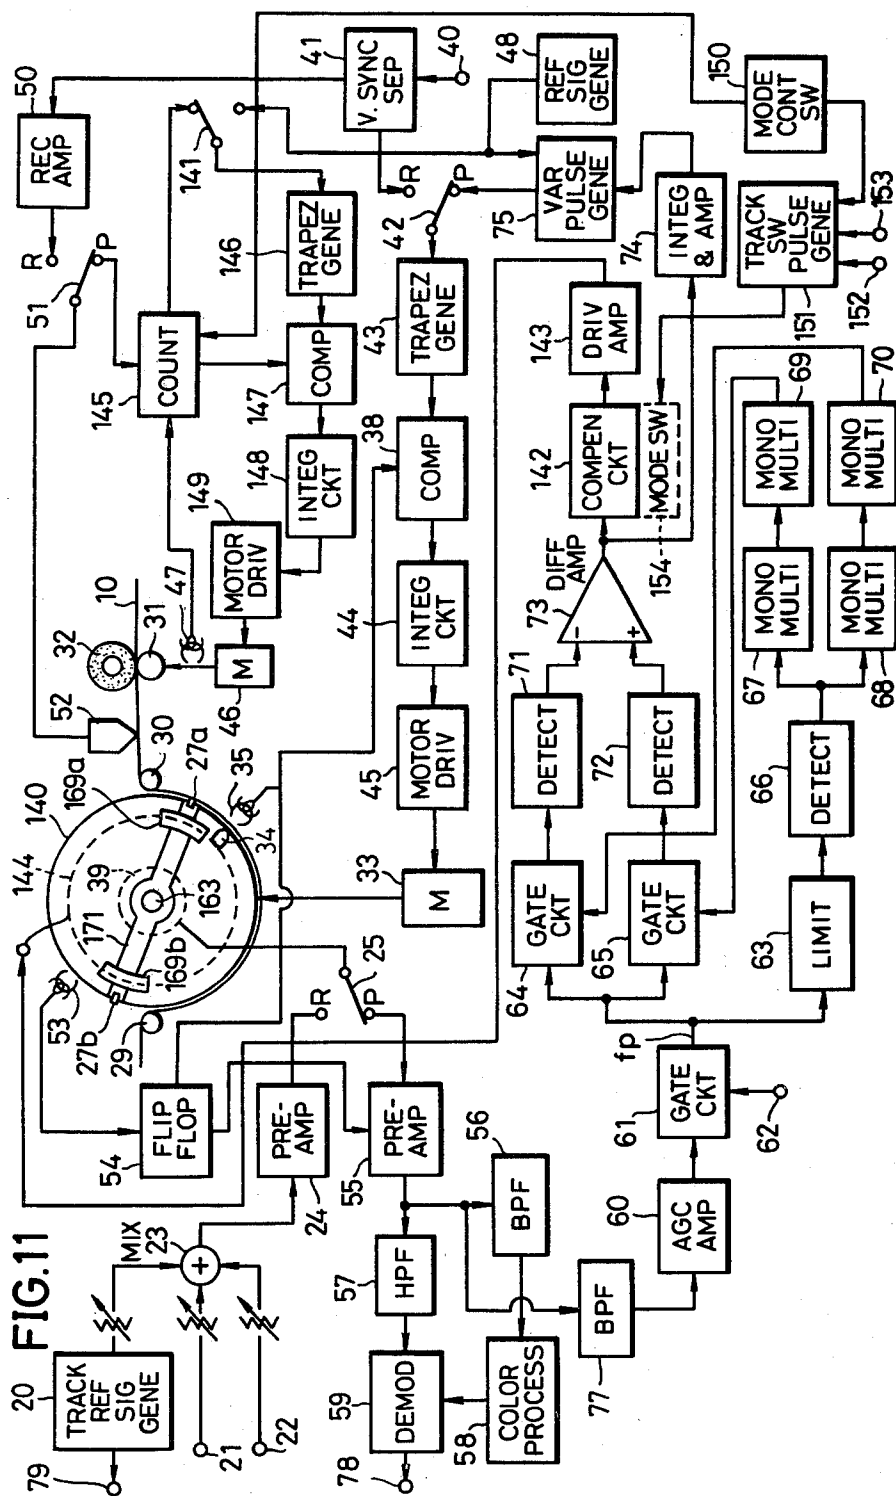 FIG.11
79
20
TRACK
REF
SIG
GENE
21
22
MIX
23
24
PRE-
AMP
R
P
25
54
FLIP
FLOP
55
PRE-
AMP
56
BPF
57
HPF
59
DEMOD
78
58
COLOR
PROCESS
77
BPF
60
AGC
AMP
61
GATE
CKT
62
fp
63
LIMIT
66
DETECT
64
GATE
CKT
65
GATE
CKT
71
DETECT
72
DETECT
73
DIFF
AMP
-
+
67
MONO
MULTI
68
MONO
MULTI
69
MONO
MULTI
70
MONO
MULTI
142
COMPEN
CKT
154
MODE SW
143
DRIV
AMP
74
INTEG
& AMP
151
TRACK
SW
PULSE
GENE
152
153
150
MODE
CONT
SW
75
VAR
PULSE
GENE
48
REF
SIG
GENE
41
V. SYNC
SEP
40
50
REC
AMP
R
P
51
R
P
42
43
TRAPEZ
GENE
38
COMP
44
INTEG
CKT
45
MOTOR
DRIV
33
M
141
146
TRAPEZ
GENE
145
COUNT
147
COMP
148
INTEG
CKT
149
MOTOR
DRIV
46
M
47
10
31
32
52
30
27a
169a
35
34
140
144
39
163
171
169b
27b
53
29